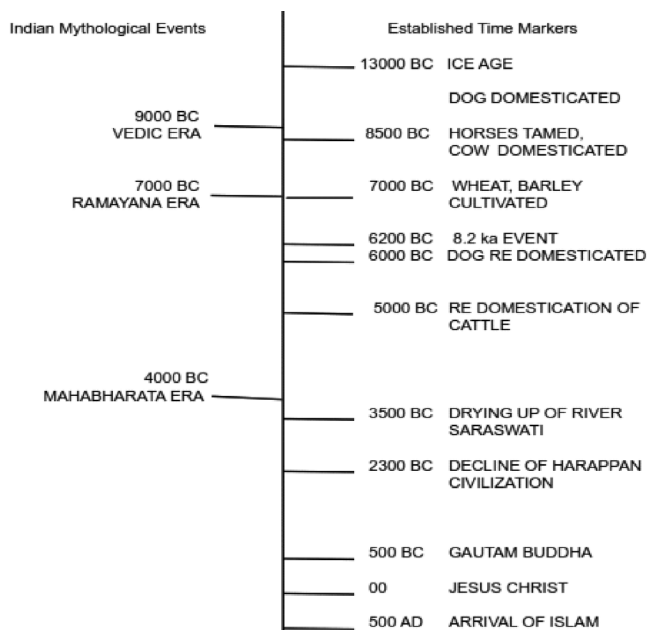 Indian Mythological Events
Established Time Markers
13000 BC ICE AGE
DOG DOMESTICATED
9000 BC
VEDIC ERA
8500 BC HORSES TAMED,
COW DOMESTICATED
7000 BC
RAMAYANA ERA
7000 BC WHEAT, BARLEY
CULTIVATED
6200 BC 8.2 ka EVENT
6000 BC DOG RE DOMESTICATED
5000 BC RE DOMESTICATION OF
CATTLE
4000 BC
MAHABHARATA ERA
3500 BC DRYING UP OF RIVER
SARASWATI
2300 BC DECLINE OF HARAPPAN
CIVILIZATION
500 BC GAUTAM BUDDHA
00 JESUS CHRIST
500 AD ARRIVAL OF ISLAM